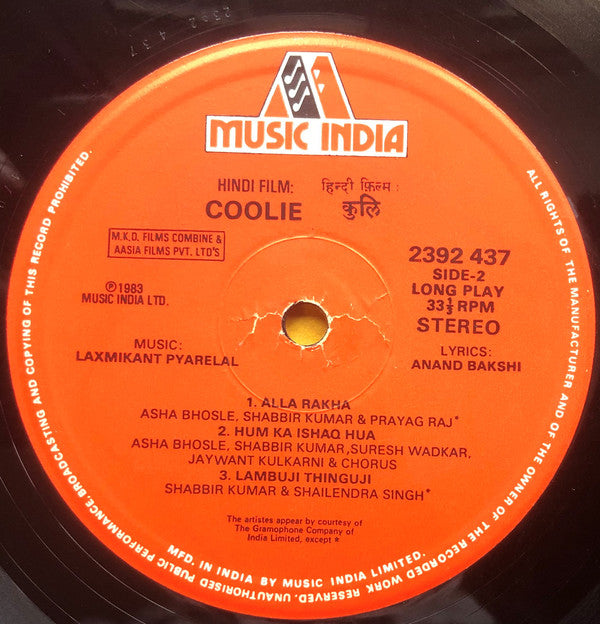 2392 437
MUSIC INDIA
HINDI FILM: हिन्दी फ़िल्म:
COOLIE कुलि
M.K.D. FILMS COMBINE &
AASIA FILMS PVT. LTD'S
℗1983
MUSIC INDIA LTD.
2392 437
SIDE-2
LONG PLAY
33⅓ RPM
STEREO
MUSIC:
LAXMIKANT PYARELAL
LYRICS:
ANAND BAKSHI
1. ALLA RAKHA
ASHA BHOSLE, SHABBIR KUMAR & PRAYAG RAJ*
2. HUM KA ISHAQ HUA
ASHA BHOSLE, SHABBIR KUMAR, SURESH WADKAR,
JAYWANT KULKARNI & CHORUS
3. LAMBUJI THINGUJI
SHABBIR KUMAR & SHAILENDRA SINGH*
The artistes appear by courtesy of
The Gramophone Company of
India Limited, except *
MFD. IN INDIA BY MUSIC INDIA LIMITED.
ALL RIGHTS OF THE MANUFACTURER AND OF THE OWNER OF THE RECORDED WORK RESERVED. UNAUTHORISED PUBLIC PERFORMANCE, BROADCASTING AND COPYING OF THIS RECORD PROHIBITED.